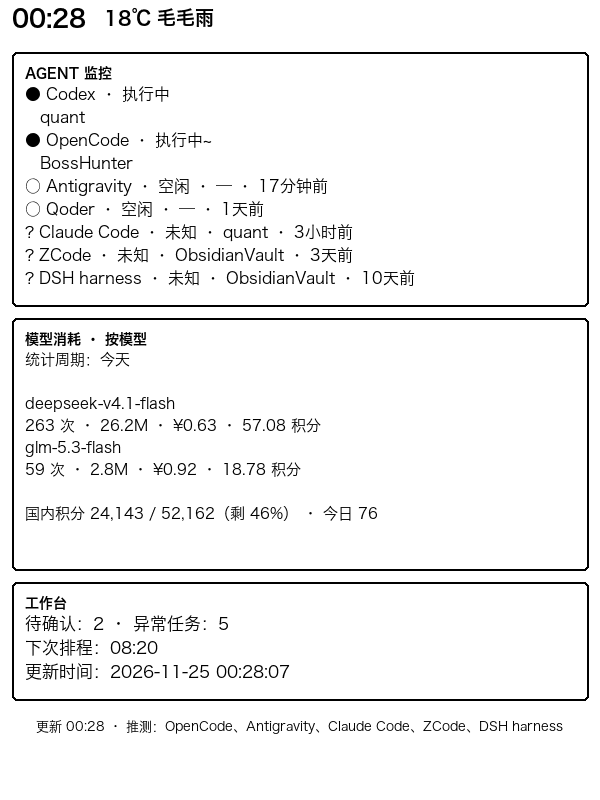 00:28 18℃ 毛毛雨
AGENT 监控
● Codex · 执行中
quant
● OpenCode · 执行中~
BossHunter
○ Antigravity · 空闲 · — · 17分钟前
○ Qoder · 空闲 · — · 1天前
? Claude Code · 未知 · quant · 3小时前
? ZCode · 未知 · ObsidianVault · 3天前
? DSH harness · 未知 · ObsidianVault · 10天前
模型消耗 · 按模型
统计周期：今天
deepseek-v4.1-flash
263 次 · 26.2M · ¥0.63 · 57.08 积分
glm-5.3-flash
59 次 · 2.8M · ¥0.92 · 18.78 积分
国内积分 24,143 / 52,162（剩 46%） · 今日 76
工作台
待确认：2 · 异常任务：5
下次排程：08:20
更新时间：2026-11-25 00:28:07
更新 00:28 · 推测：OpenCode、Antigravity、Claude Code、ZCode、DSH harness